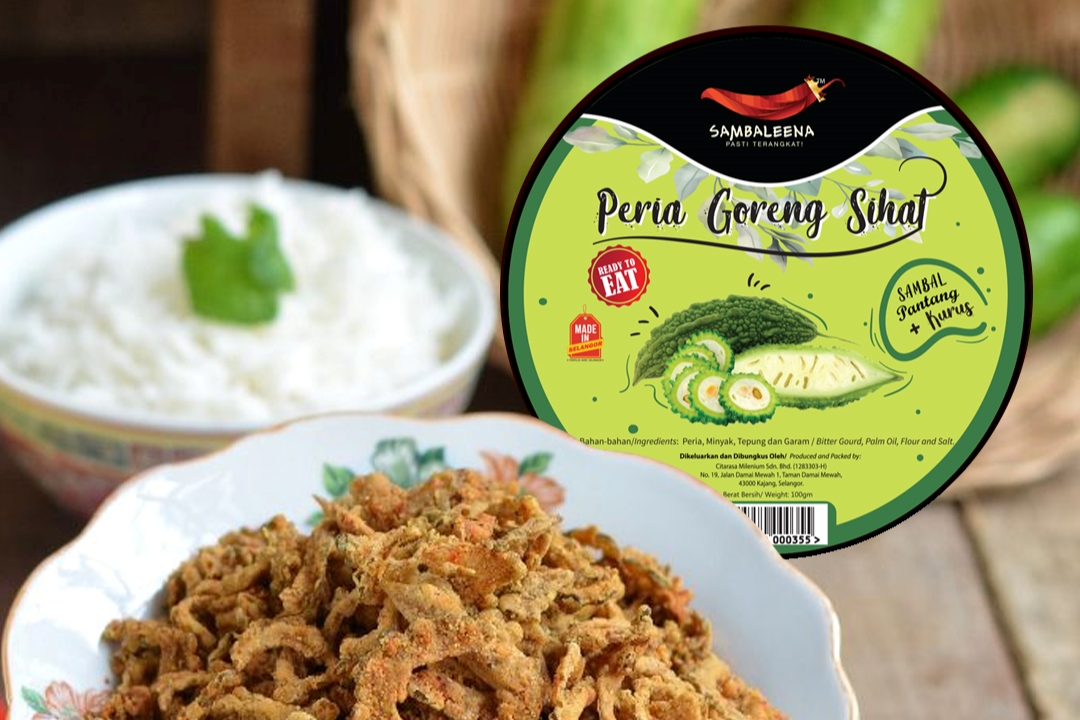 TM
SAMBALEENA
PASTI TERANGKAT!
Peria Goreng Sihat
READY TO
EAT
SAMBAL
Pantang
+ Kurus
MADE
IN
SELANGOR
Bahan-bahan/Ingredients: Peria, Minyak, Tepung dan Garam / Bitter Gourd, Palm Oil, Flour and Salt.
Dikeluarkan dan Dibungkus Oleh/ Produced and Packed by:
Citarasa Milenium Sdn. Bhd. (1283303-H)
No. 19, Jalan Damai Mewah 1, Taman Damai Mewah,
43000 Kajang, Selangor.
Berat Bersih/ Weight: 100gm
000355 >